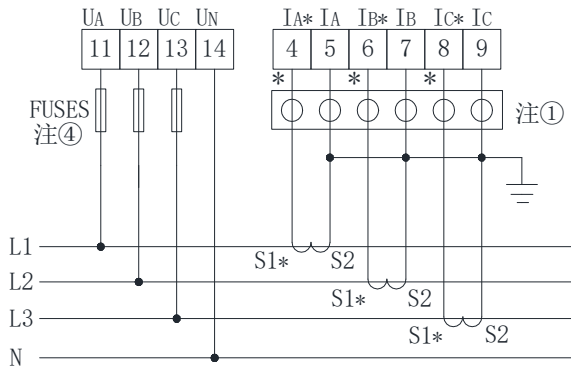 UA UB UC UN IA* IA IB* IB IC* IC
11 12 13 14 4 5 6 7 8 9
* * *
FUSES
注④
注①
L1
S1* S2
L2
S1* S2
L3
S1* S2
N